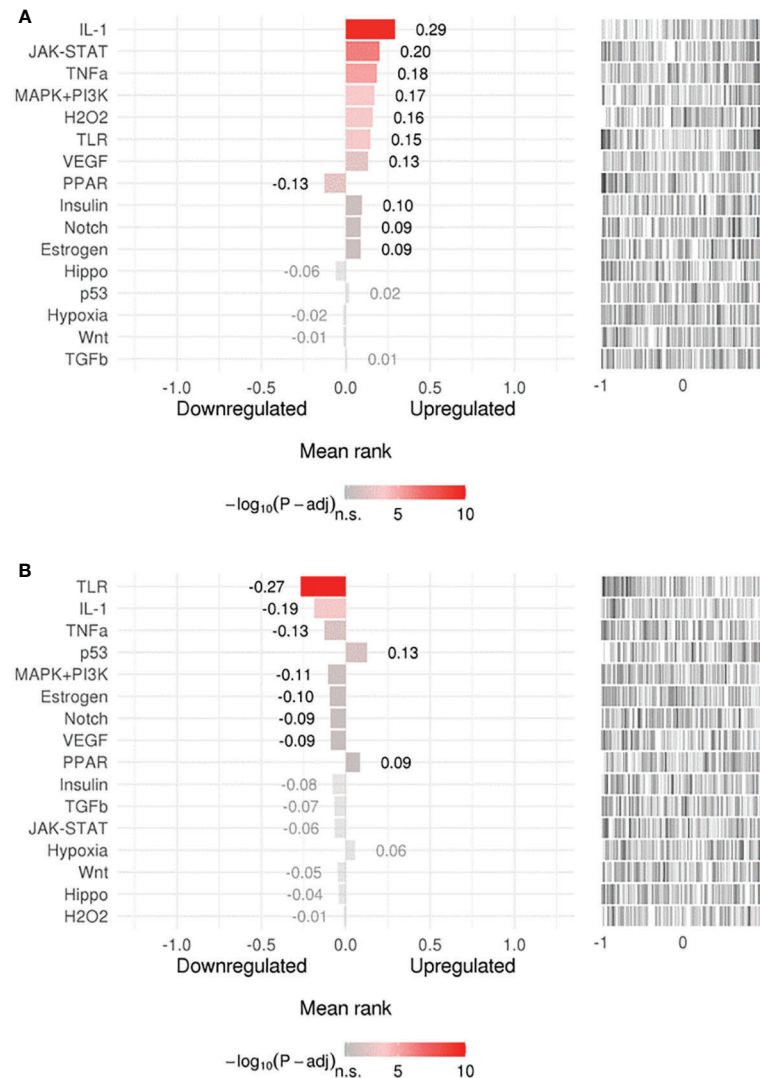 A
IL-1 0.29
JAK-STAT 0.20
TNFa 0.18
MAPK+PI3K 0.17
H2O2 0.16
TLR 0.15
VEGF 0.13
PPAR -0.13
Insulin 0.10
Notch 0.09
Estrogen 0.09
Hippo -0.06
p53 0.02
Hypoxia -0.02
Wnt -0.01
TGFb 0.01
-1.0 -0.5 0.0 0.5 1.0 -1 0
Downregulated Upregulated
Mean rank
−log₁₀(P−adj) n.s. 5 10
B
TLR -0.27
IL-1 -0.19
TNFa -0.13
p53 0.13
MAPK+PI3K -0.11
Estrogen -0.10
Notch -0.09
VEGF -0.09
PPAR 0.09
Insulin -0.08
TGFb -0.07
JAK-STAT -0.06
Hypoxia 0.06
Wnt -0.05
Hippo -0.04
H2O2 -0.01
-1.0 -0.5 0.0 0.5 1.0 -1 0
Downregulated Upregulated
Mean rank
−log₁₀(P−adj) n.s. 5 10